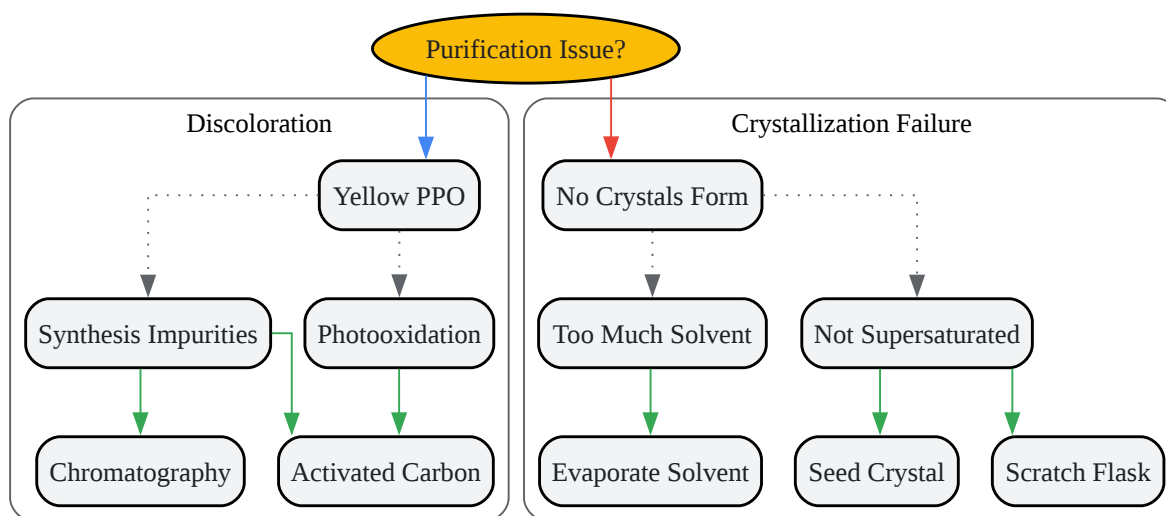 Purification Issue?
Discoloration
Crystallization Failure
Yellow PPO
No Crystals Form
Synthesis Impurities
Photooxidation
Too Much Solvent
Not Supersaturated
Chromatography
Activated Carbon
Evaporate Solvent
Seed Crystal
Scratch Flask